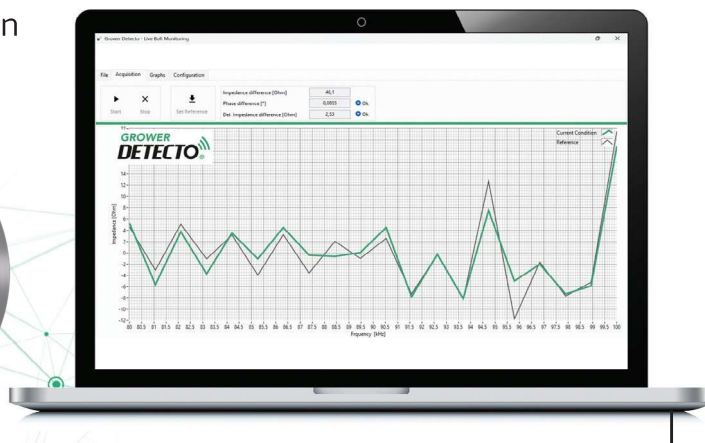 n
Grower Detecto - Live Bolt Monitoring
File Acquisition Graphs Configuration
Start Stop Set Reference
Impedance difference [Ohm] 40,1
Phase difference [°] 0,0055 Ok
Del. Impedance difference [Ohm] 2,53 Ok
GROWER
DETECTO®
Current Condition
Reference
Impedance [Ohm]
14
12
10
8
6
4
2
0
-2
-4
-6
-8
-10
-12
80 80.5 81 81.5 82 82.5 83 83.5 84 84.5 85 85.5 86 86.5 87 87.5 88 88.5 89 89.5 90 90.5 91 91.5 92 92.5 93 93.5 94 94.5 95 95.5 96 96.5 97 97.5 98 98.5 99 99.5 100
Frquency [kHz]